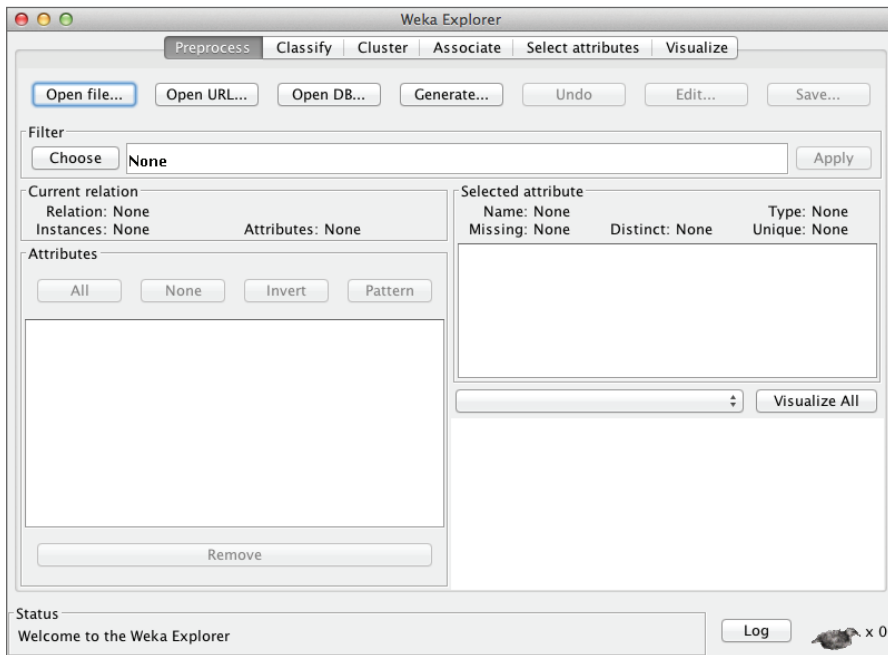 Weka Explorer
Preprocess Classify Cluster Associate Select attributes Visualize
Open file... Open URL... Open DB... Generate... Undo Edit... Save...
Filter
Choose None Apply
Current relation
Relation: None
Instances: None Attributes: None
Attributes
All None Invert Pattern
Remove
Selected attribute
Name: None Type: None
Missing: None Distinct: None Unique: None
Visualize All
Status
Welcome to the Weka Explorer
Log x 0